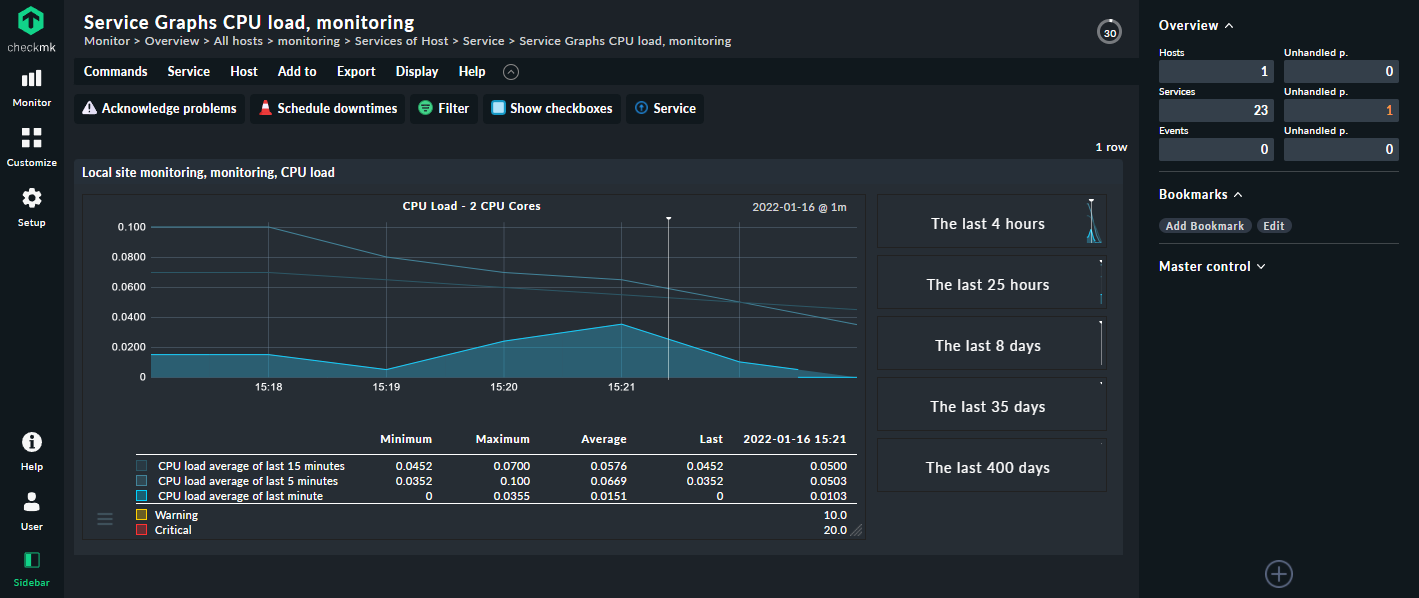 checkmk
Monitor
Customize
Setup
Help
User
Sidebar
Service Graphs CPU load, monitoring
Monitor > Overview > All hosts > monitoring > Services of Host > Service > Service Graphs CPU load, monitoring
30
Commands Service Host Add to Export Display Help
Acknowledge problems Schedule downtimes Filter Show checkboxes Service
1 row
Local site monitoring, monitoring, CPU load
CPU Load - 2 CPU Cores 2022-01-16 @ 1m
0.100
0.0800
0.0600
0.0400
0.0200
0
15:18 15:19 15:20 15:21
Minimum Maximum Average Last 2022-01-16 15:21
CPU load average of last 15 minutes 0.0452 0.0700 0.0576 0.0452 0.0500
CPU load average of last 5 minutes 0.0352 0.100 0.0669 0.0352 0.0503
CPU load average of last minute 0 0.0355 0.0151 0 0.0103
Warning 10.0
Critical 20.0
The last 4 hours
The last 25 hours
The last 8 days
The last 35 days
The last 400 days
Overview
Hosts Unhandled p.
1 0
Services Unhandled p.
23 1
Events Unhandled p.
0 0
Bookmarks
Add Bookmark Edit
Master control